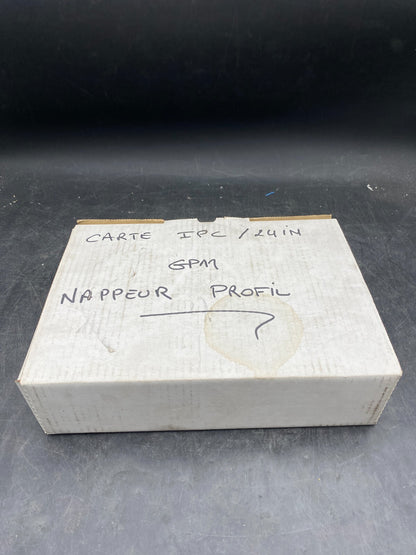 CARTE IPC / 24IN
GPM
NAPPEUR PROFIL